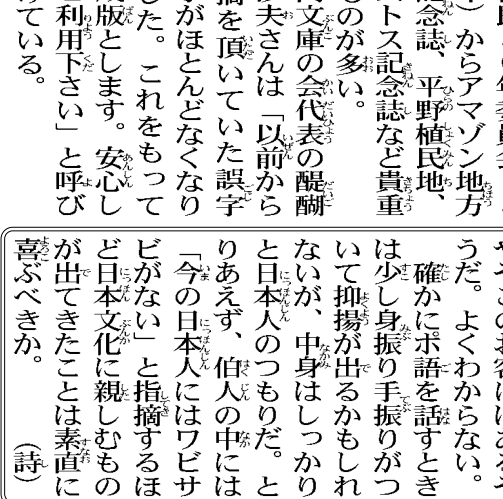 ）からアマゾン地方
念誌、平野植民地、
トス記念誌など貴重
ものが多い。
文庫の会代表の醍醐
夫さんは「以前から
摘を頂いていた誤字
がほとんどなくなり
した。これをもって
版とします。安心し
利用下さい」と呼び
けている。
うだ。よくわからない。
　確かにポ語を話すとき
は少し身振り手振りがつ
いて抑揚が出るかもしれ
ないが、中身はしっかり
と日本人のつもりだ。と
りあえず、伯人の中には
「今の日本人にはワビサ
ビがない」と指摘するほ
ど日本文化に親しむもの
が出てきたことは素直に
喜ぶべきか。　（詩）